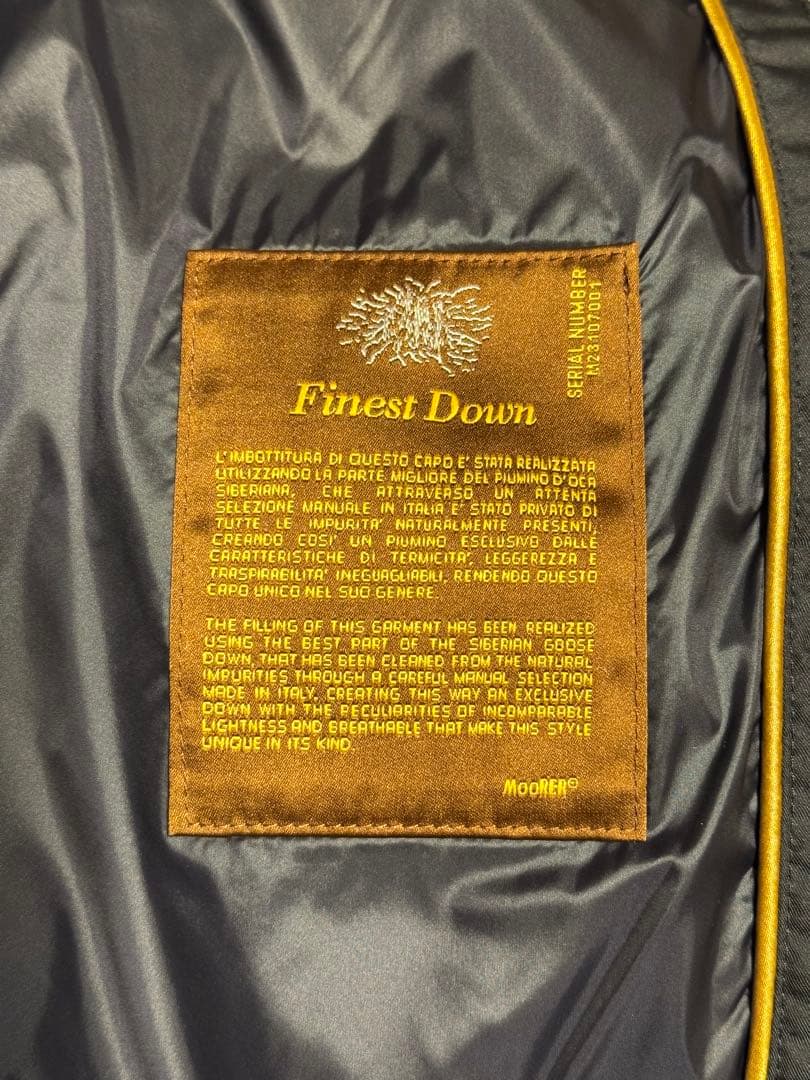 SERIAL NUMBER
M23107001
Finest Down
L'IMBOTTITURA DI QUESTO CAPO E' STATA REALIZZATA
UTILIZZANDO LA PARTE MIGLIORE DEL PIUMINO D'OCA
SIBERIANA, CHE ATTRAVERSO UN ATTENTA
SELEZIONE MANUALE IN ITALIA E' STATO PRIVATO DI
TUTTE LE IMPURITA' NATURALMENTE PRESENTI,
CREANDO COSI' UN PIUMINO ESCLUSIVO DALLE
CARATTERISTICHE DI TERMICITA', LEGGEREZZA E
TRASPIRABILITA' INEGUAGLIABILI, RENDENDO QUESTO
CAPO UNICO NEL SUO GENERE.
THE FILLING OF THIS GARMENT HAS BEEN REALIZED
USING THE BEST PART OF THE SIBERIAN GOOSE
DOWN, THAT HAS BEEN CLEANED FROM THE NATURAL
IMPURITIES THROUGH A CAREFUL MANUAL SELECTION
MADE IN ITALY, CREATING THIS WAY AN EXCLUSIVE
DOWN WITH THE PECULIARITIES OF INCOMPARABLE
LIGHTNESS AND BREATHABLE THAT MAKE THIS STYLE
UNIQUE IN ITS KIND.
MOORER©